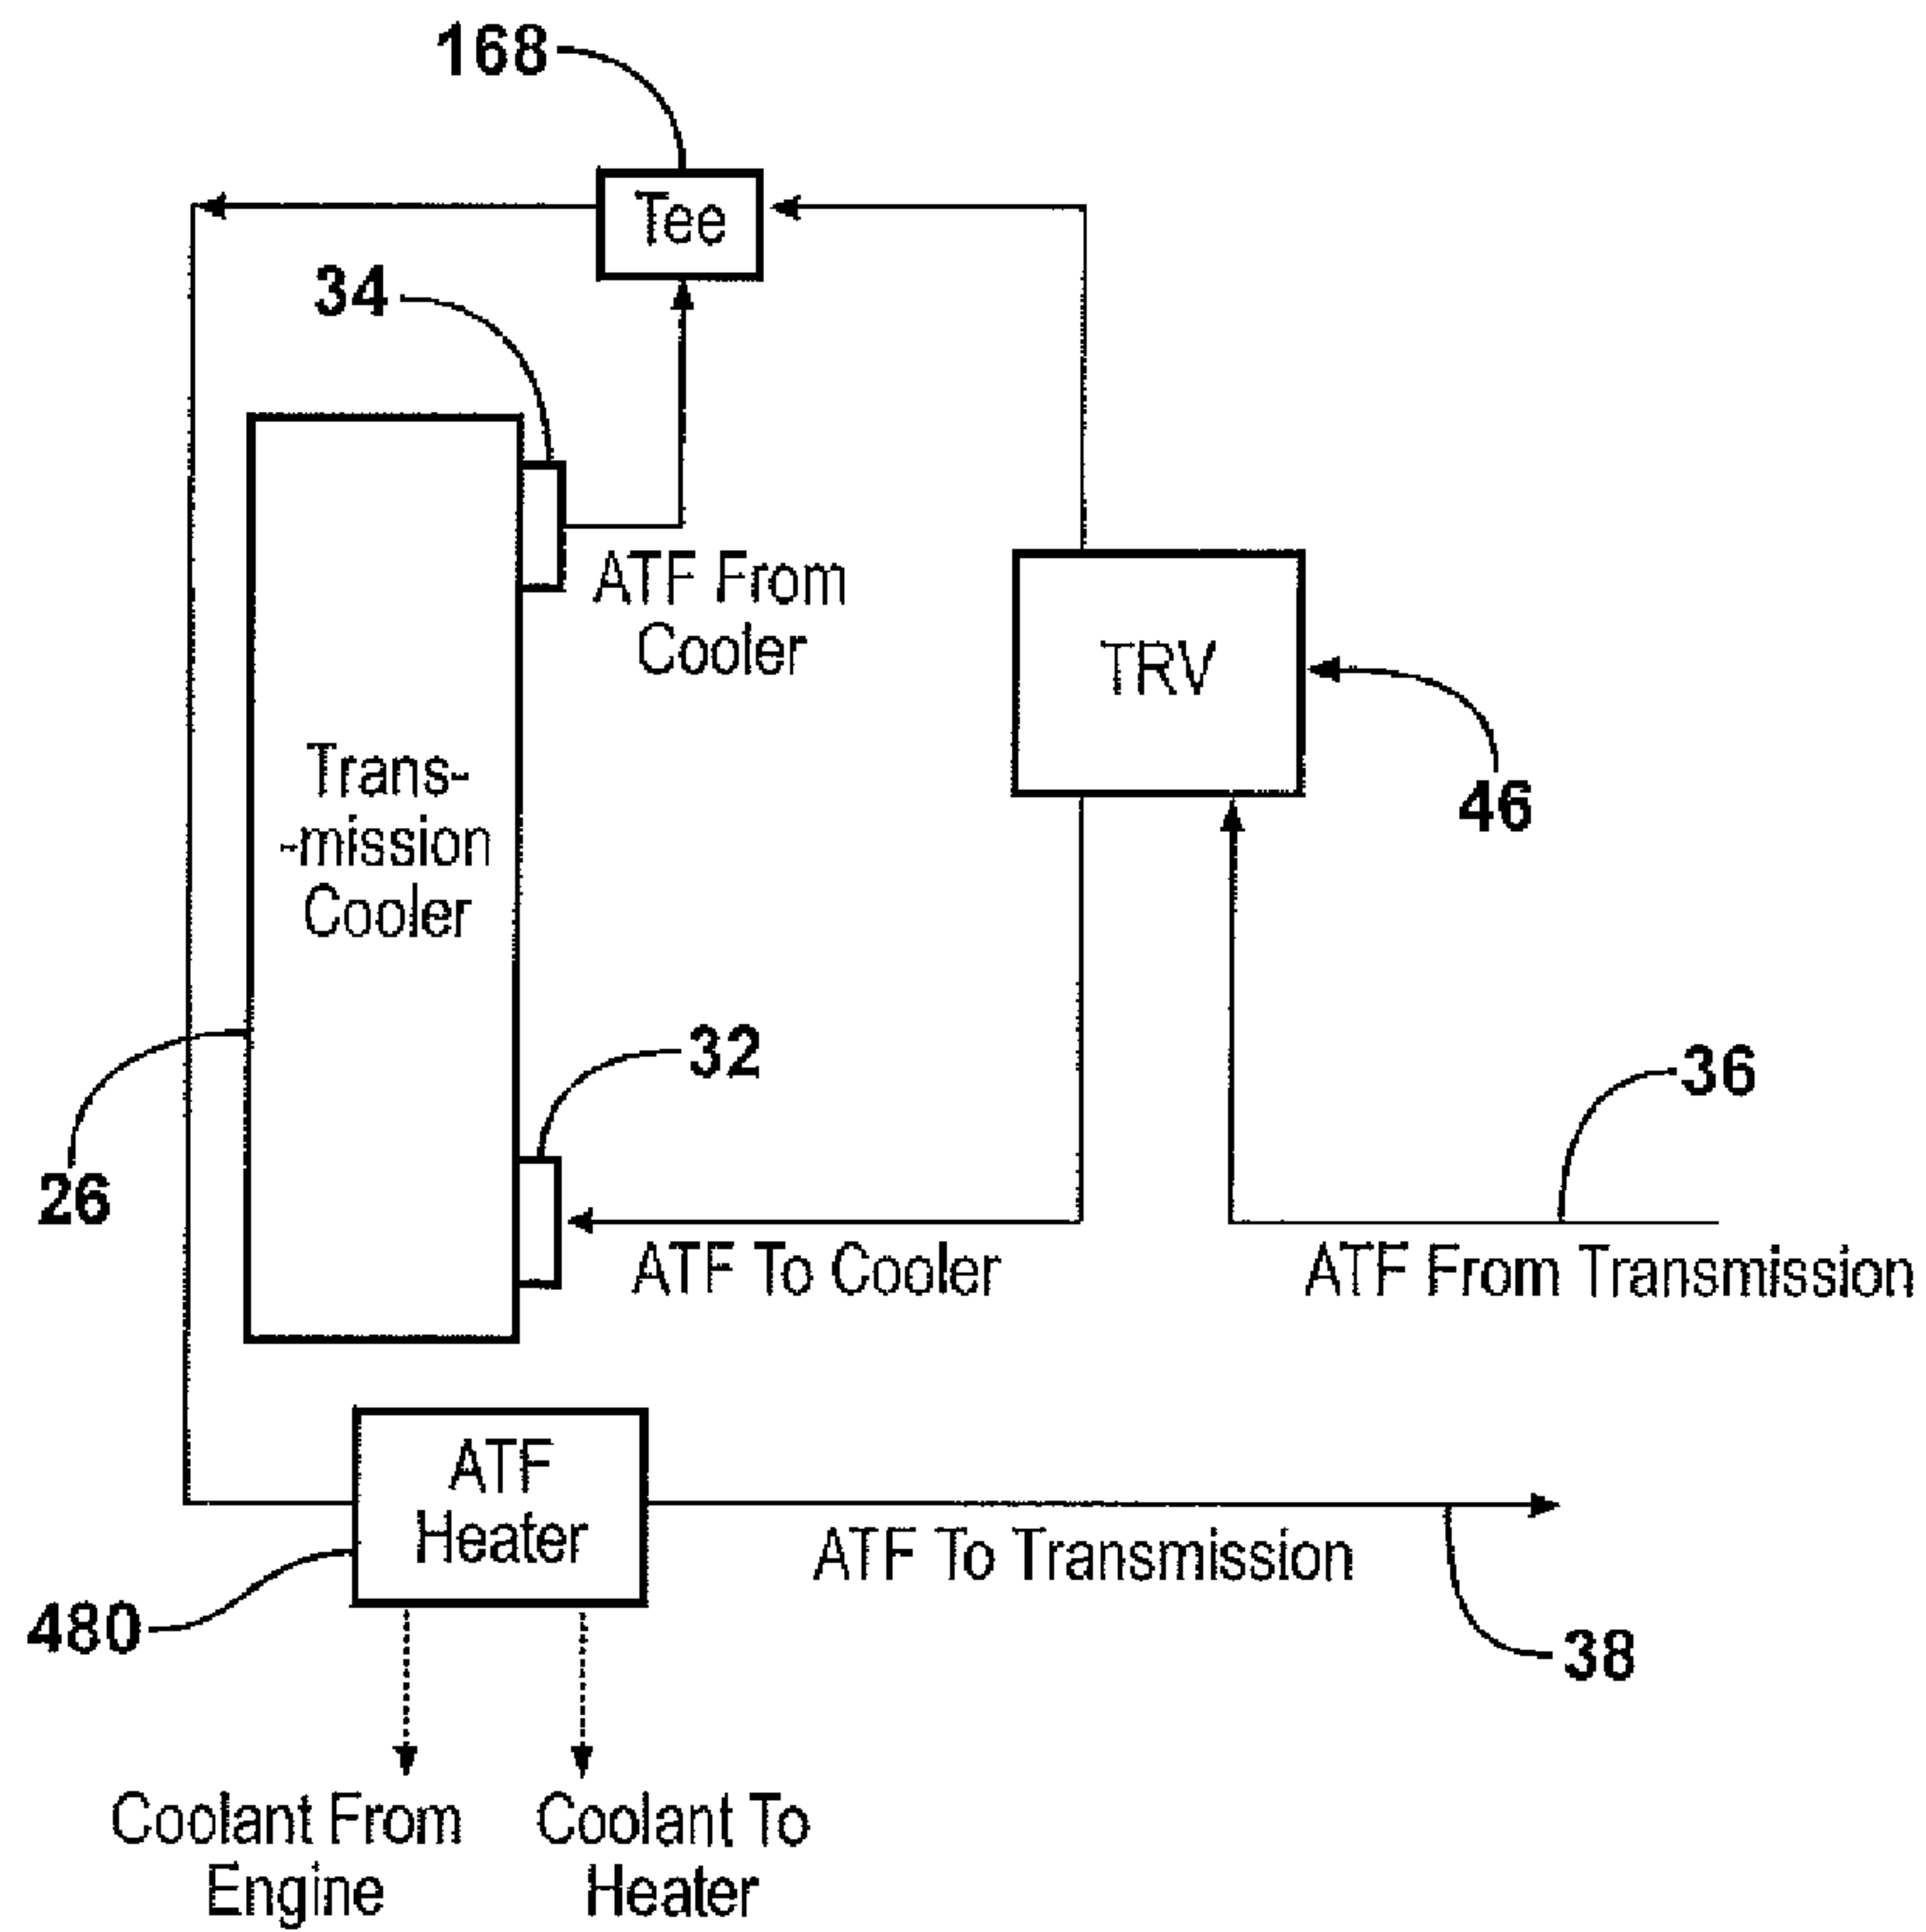 168
Tee
34
ATF From
Cooler
TRV
46
Trans-
-mission
Cooler
32
36
26
ATF To Cooler
ATF From Transmission
ATF
Heater
ATF To Transmission
480
38
Coolant From
Engine
Coolant To
Heater